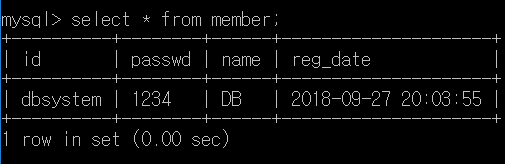 mysql> select * from member;
+----------+--------+------+---------------------+
| id       | passwd | name | reg_date            |
+----------+--------+------+---------------------+
| dbsystem | 1234   | DB   | 2018-09-27 20:03:55 |
+----------+--------+------+---------------------+
1 row in set (0.00 sec)